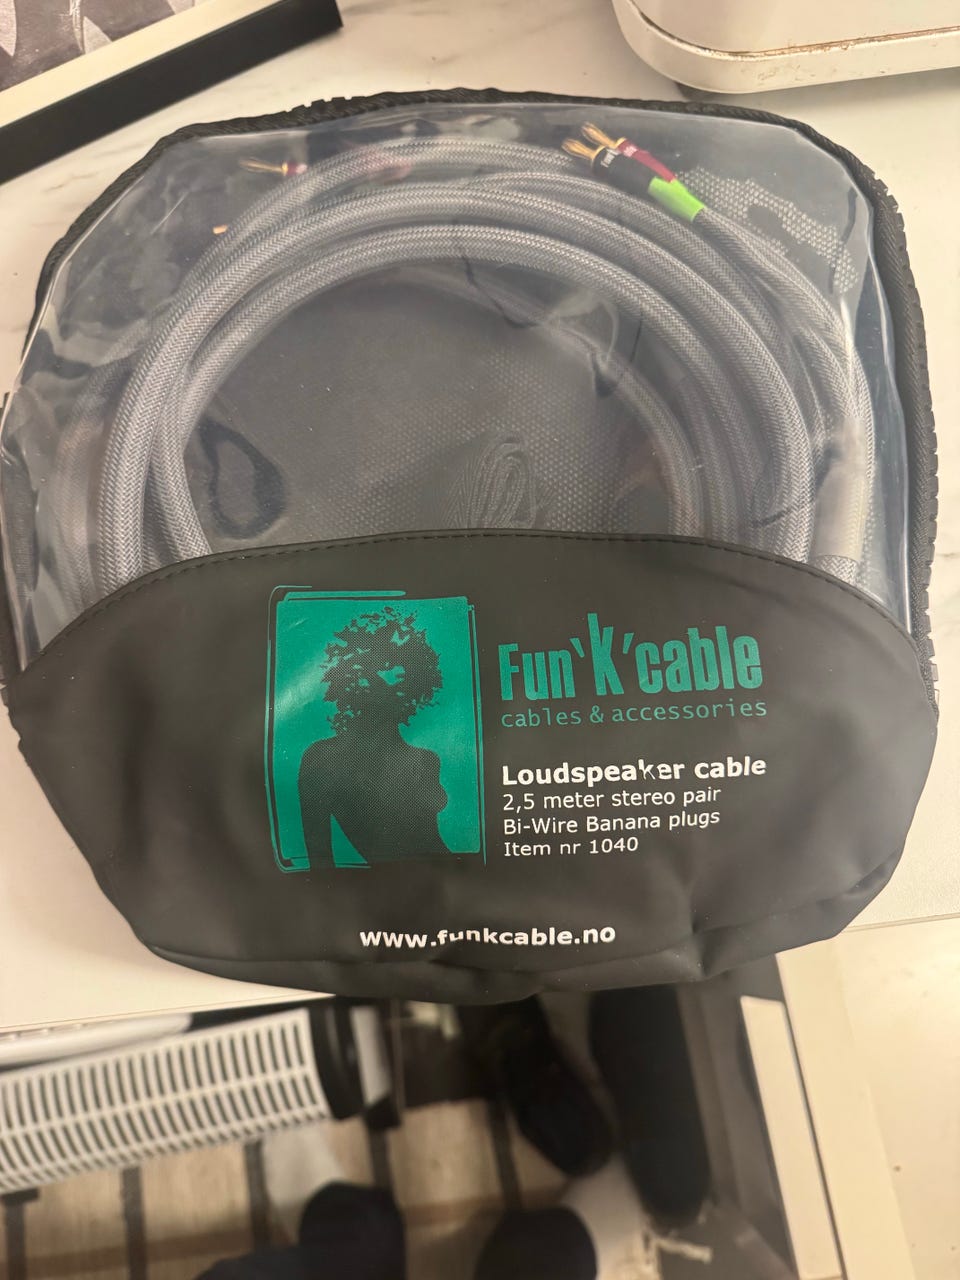 Fun'k'cable
cables & accessories
Loudspeaker cable
2,5 meter stereo pair
Bi-Wire Banana plugs
Item nr 1040
www.funkcable.no